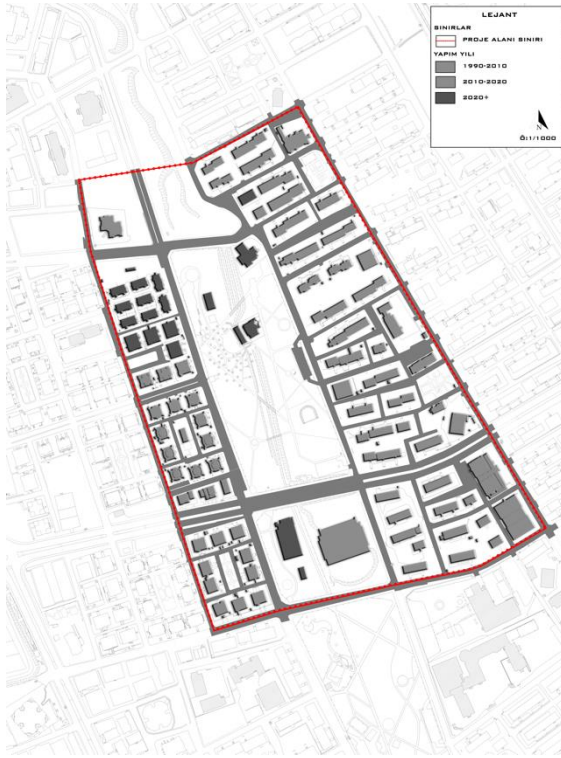 LEJANT
SINIRLAR
PROJE ALANI SINIRI
YAPIM YILI
1990-2010
2010-2020
2020+
N
Ö:1/1000